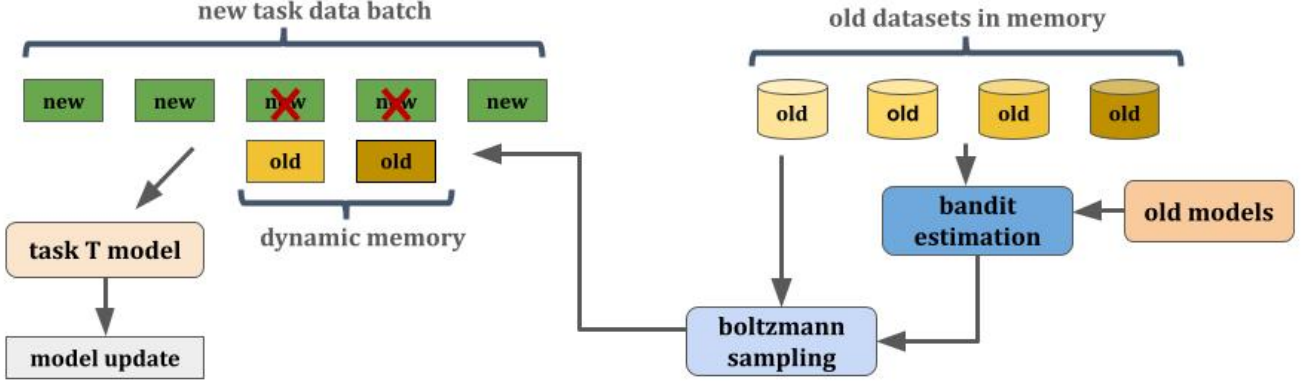 new task data batch
old datasets in memory
new
new
new
new
new
old
old
old
old
old
old
dynamic memory
bandit
estimation
old models
task T model
boltzmann
sampling
model update